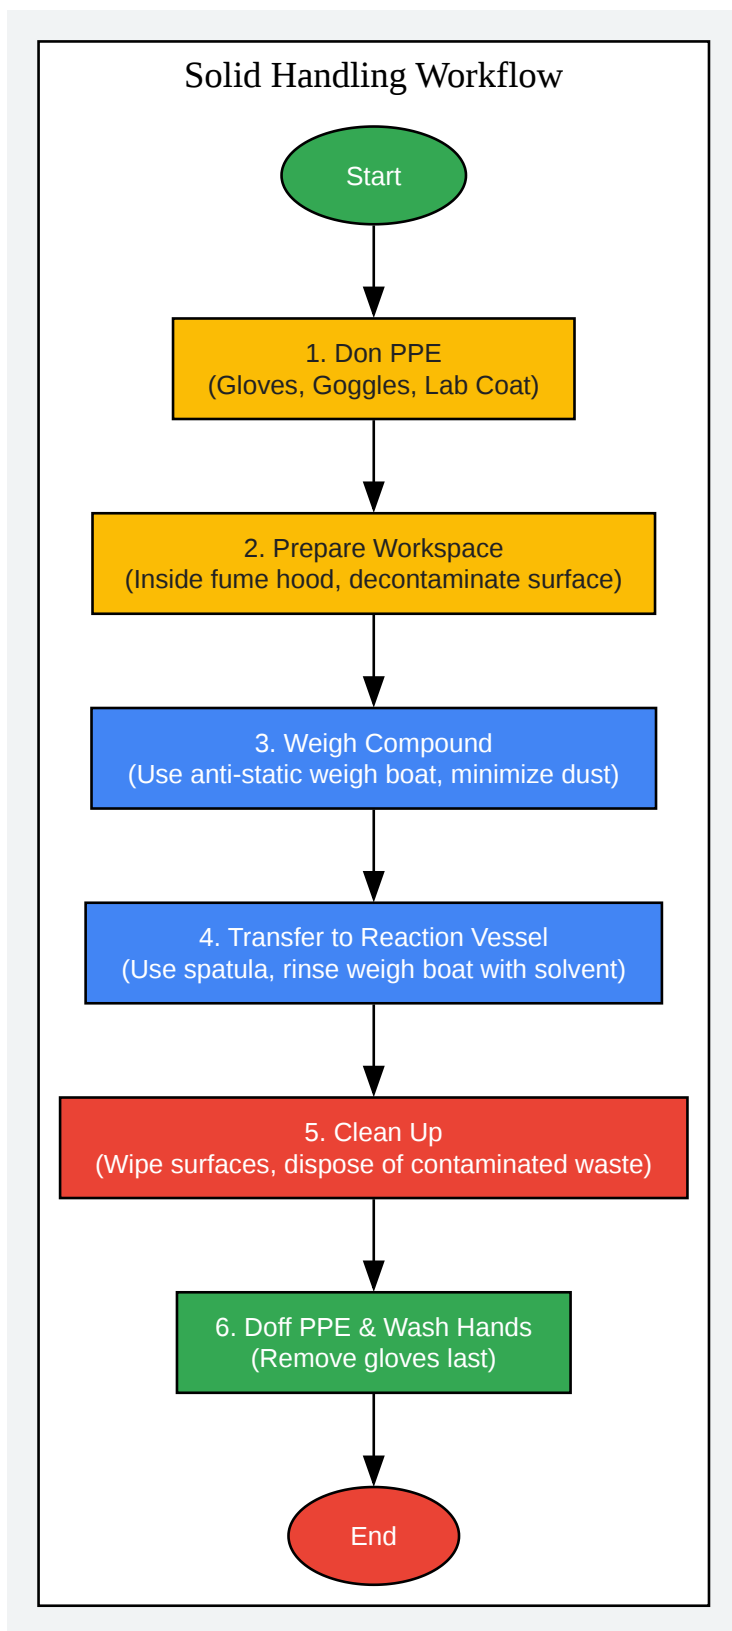 Solid Handling Workflow
Start
1. Don PPE
(Gloves, Goggles, Lab Coat)
2. Prepare Workspace
(Inside fume hood, decontaminate surface)
3. Weigh Compound
(Use anti-static weigh boat, minimize dust)
4. Transfer to Reaction Vessel
(Use spatula, rinse weigh boat with solvent)
5. Clean Up
(Wipe surfaces, dispose of contaminated waste)
6. Doff PPE & Wash Hands
(Remove gloves last)
End